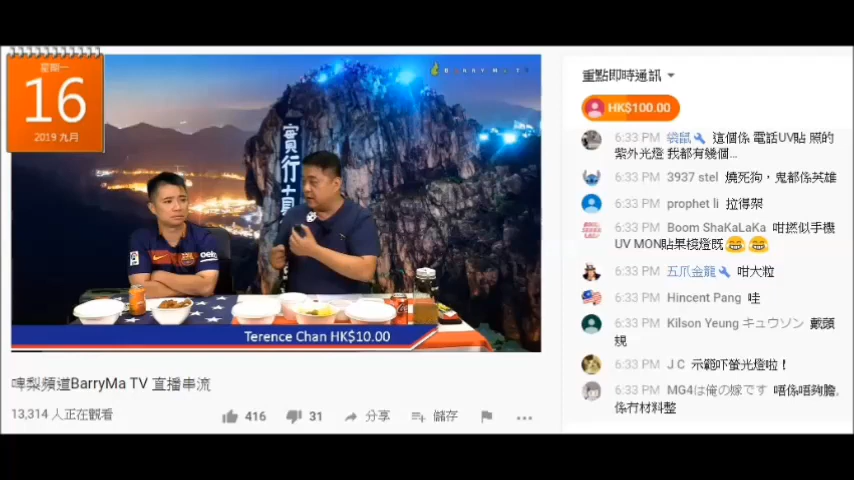 星期一
16
2019 九月
BARRY MA TV
實行
oein
Terence Chan HK$10.00
啤梨頻道BarryMa TV 直播串流
13,314 人正在觀看
416
31
分享
儲存
重點即時通訊
HK$100.00
6:33 PM 袋鼠 這個係 電話UV貼 照的
紫外光燈 我都有幾個...
6:33 PM 3937 stel 燒死狗，鬼都係英雄
6:33 PM prophet li 拉得架
6:33 PM Boom ShaKaLaKa 咁撚似手機
UV MON貼果梘燈既😂😂
6:33 PM 五爪金龍 咁大粒
6:33 PM Hincent Pang 哇
6:33 PM Kilson Yeung キュウソン 戴頭
6:33 PM J C 示範吓螢光燈啦！
6:33 PM MG4は俺の嫁です 唔係唔夠膽,
係冇材料整